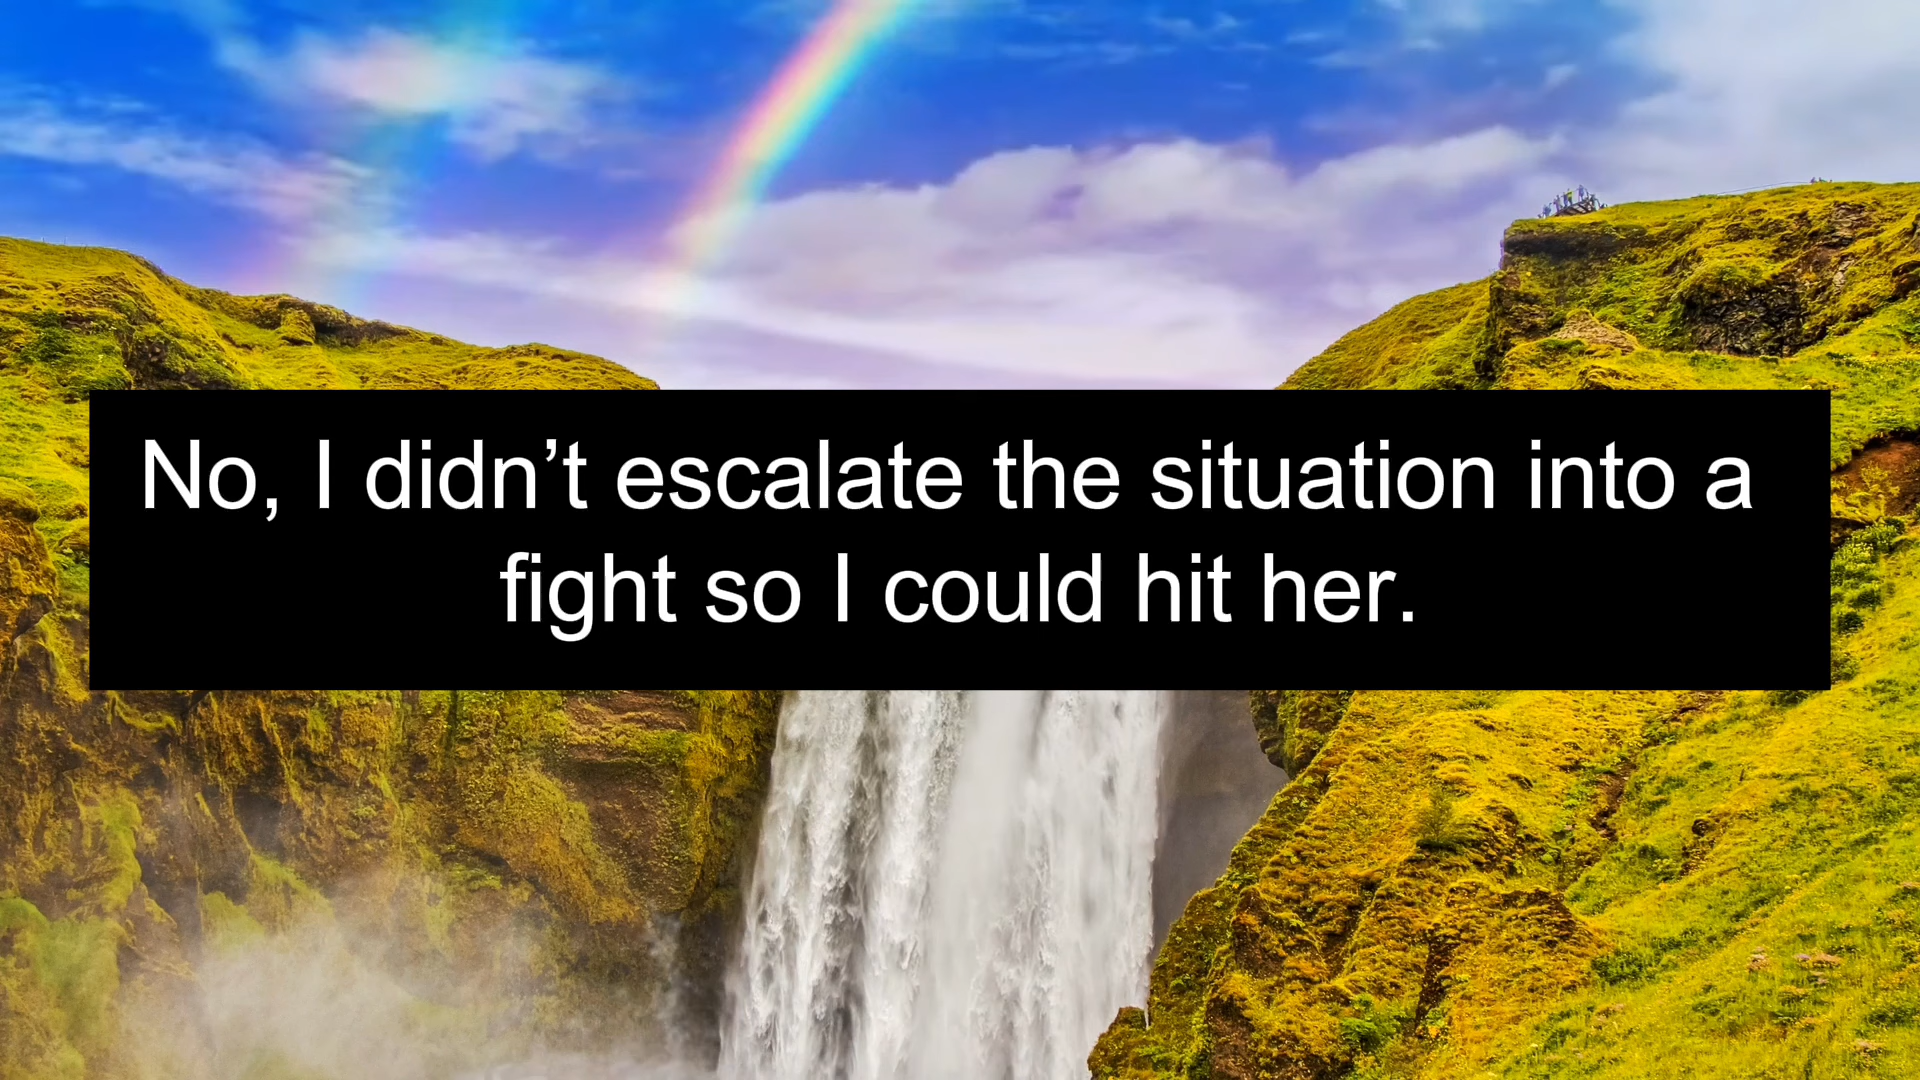 No, I didn’t escalate the situation into a
fight so I could hit her.